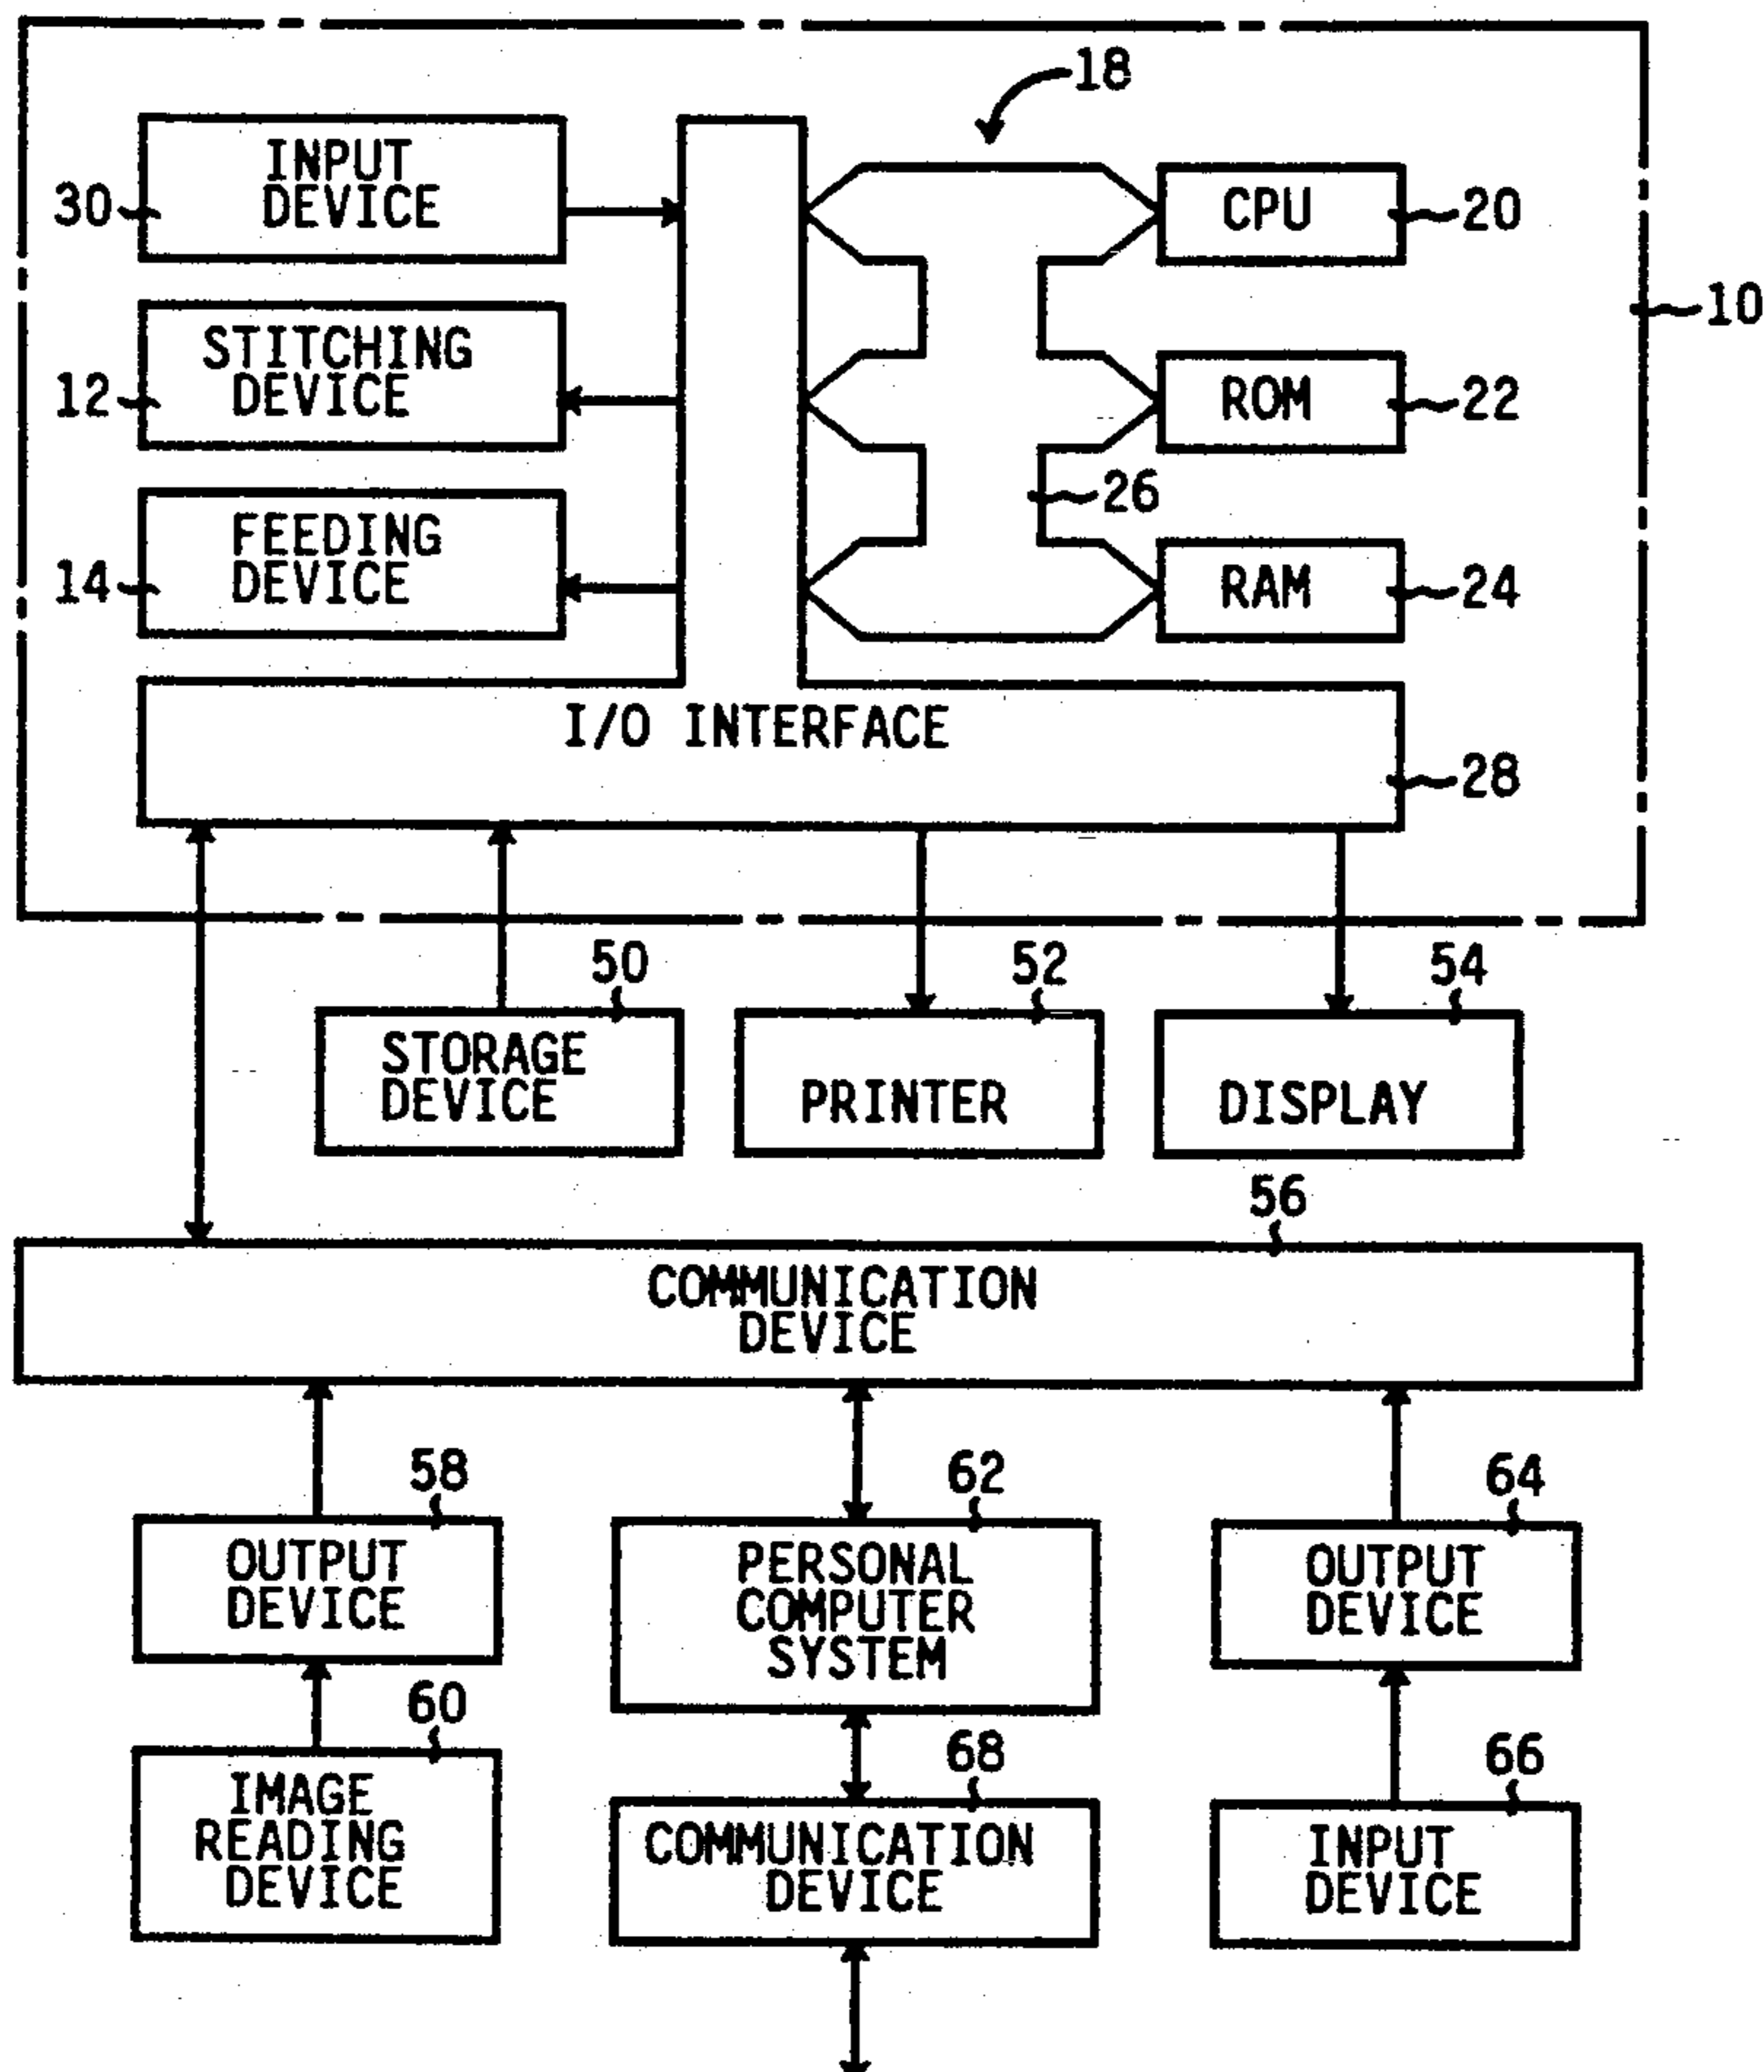 18
INPUT
DEVICE
30
CPU
20
10
STITCHING
DEVICE
12
ROM
22
26
FEEDING
DEVICE
14
RAM
24
I/O INTERFACE
28
50
52
54
STORAGE
DEVICE
PRINTER
DISPLAY
56
COMMUNICATION
DEVICE
58
62
64
OUTPUT
DEVICE
PERSONAL
COMPUTER
SYSTEM
OUTPUT
DEVICE
60
68
66
IMAGE
READING
DEVICE
COMMUNICATION
DEVICE
INPUT
DEVICE